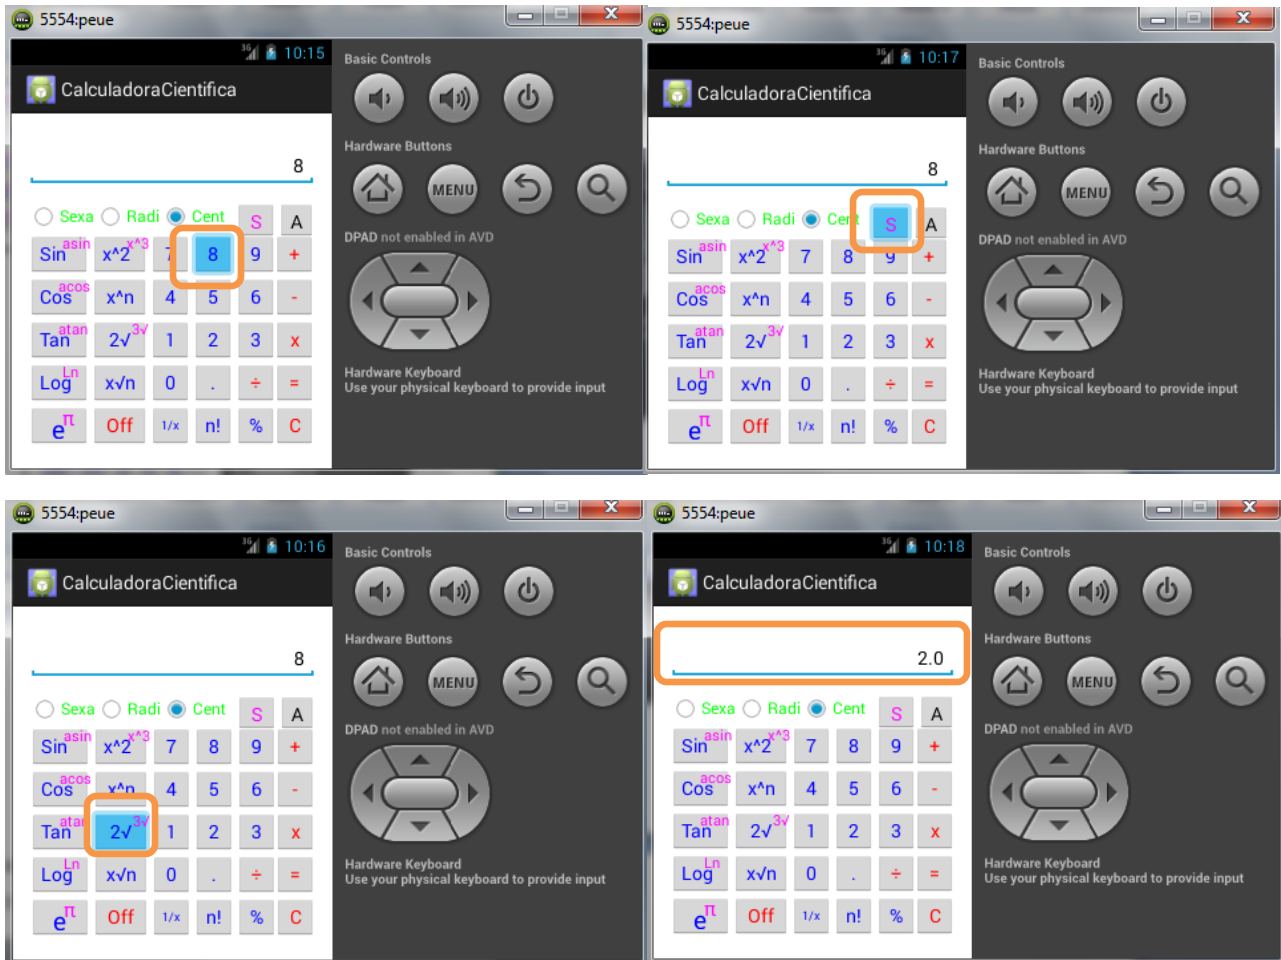 5554:peue
3G 10:15
CalculadoraCientifica
8
Sexa Radi Cent S A
Sin asin x^2 x^3 7 8 9 +
Cos acos x^n 4 5 6 -
Tan atan 2√ 3√ 1 2 3 x
Log Ln x√n 0 . ÷ =
e π Off 1/x n! % C
Basic Controls
Hardware Buttons
MENU
DPAD not enabled in AVD
Hardware Keyboard
Use your physical keyboard to provide input
5554:peue
3G 10:17
CalculadoraCientifica
8
Sexa Radi Cent S A
Sin asin x^2 x^3 7 8 9 +
Cos acos x^n 4 5 6 -
Tan atan 2√ 3√ 1 2 3 x
Log Ln x√n 0 . ÷ =
e π Off 1/x n! % C
Basic Controls
Hardware Buttons
MENU
DPAD not enabled in AVD
Hardware Keyboard
Use your physical keyboard to provide input
5554:peue
3G 10:16
CalculadoraCientifica
8
Sexa Radi Cent S A
Sin asin x^2 x^3 7 8 9 +
Cos acos x^n 4 5 6 -
Tan atan 2√ 3√ 1 2 3 x
Log Ln x√n 0 . ÷ =
e π Off 1/x n! % C
Basic Controls
Hardware Buttons
MENU
DPAD not enabled in AVD
Hardware Keyboard
Use your physical keyboard to provide input
5554:peue
3G 10:18
CalculadoraCientifica
2.0
Sexa Radi Cent S A
Sin asin x^2 x^3 7 8 9 +
Cos acos x^n 4 5 6 -
Tan atan 2√ 3√ 1 2 3 x
Log Ln x√n 0 . ÷ =
e π Off 1/x n! % C
Basic Controls
Hardware Buttons
MENU
DPAD not enabled in AVD
Hardware Keyboard
Use your physical keyboard to provide input